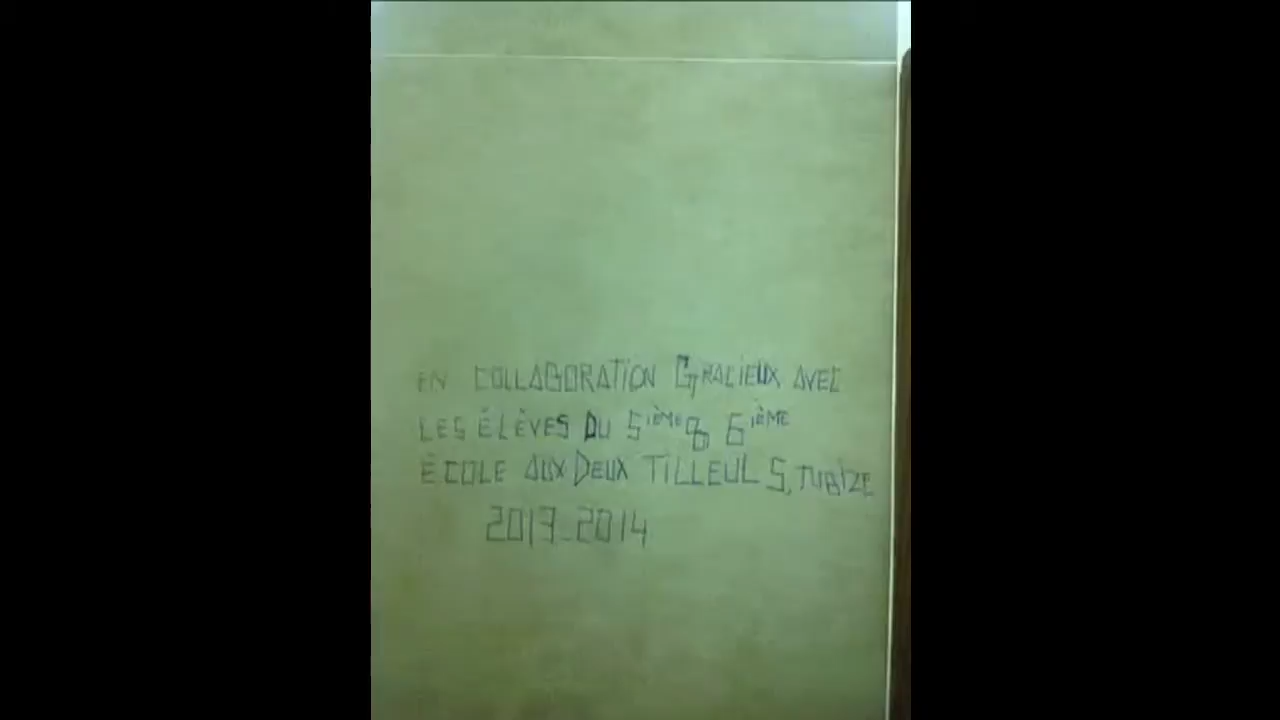 EN COLLABORATION GRACIEUX AVEC
LES ÉLÈVES DU 5ième & 6ième
ÉCOLE AUX DEUX TILLEULS, TUBIZE
2013-2014